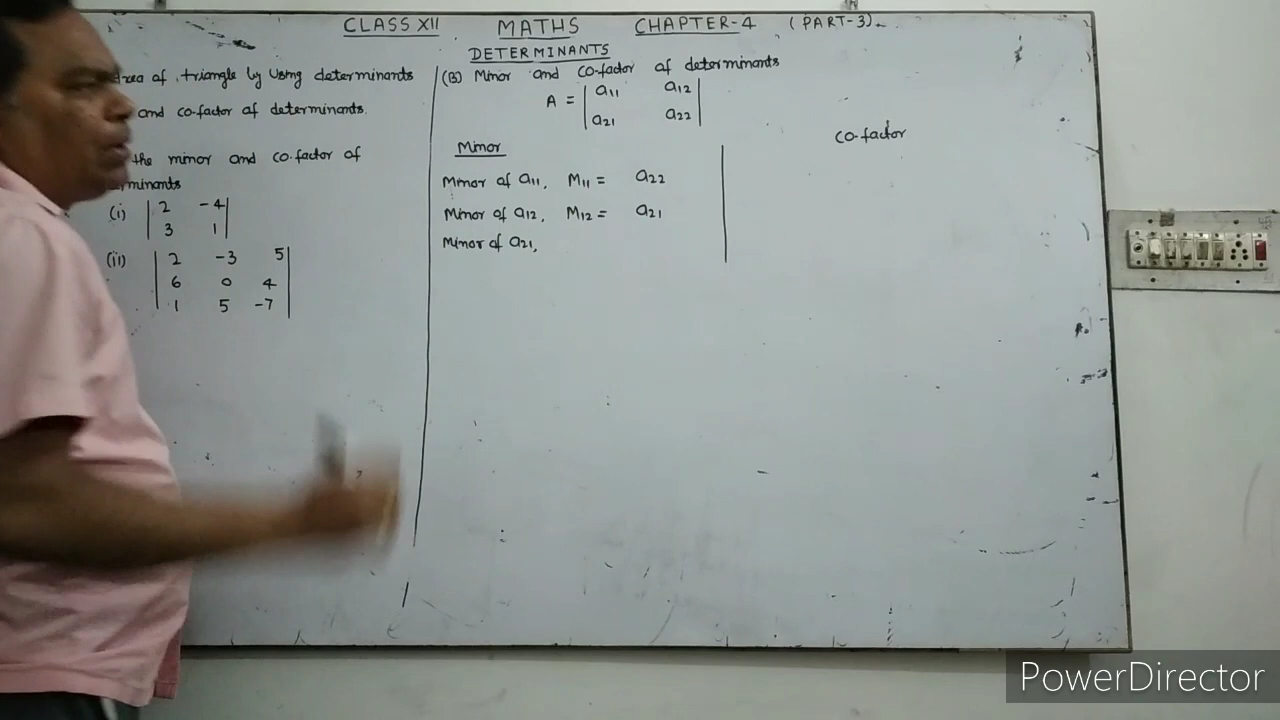 CLASS XII MATHS CHAPTER-4 (PART-3)
DETERMINANTS
area of triangle by using determinants
and co-factor of determinants.
the minor and co-factor of
minants
(i) | 2 -4 |
| 3 1 |
(ii) | 2 -3 5 |
| 6 0 4 |
| 1 5 -7 |
(B) Minor and co-factor of determinants
A = | a11 a12 |
| a21 a22 |
Minor
Minor of a11, M11 = a22
Minor of a12, M12 = a21
Minor of a21,
co-factor
PowerDirector